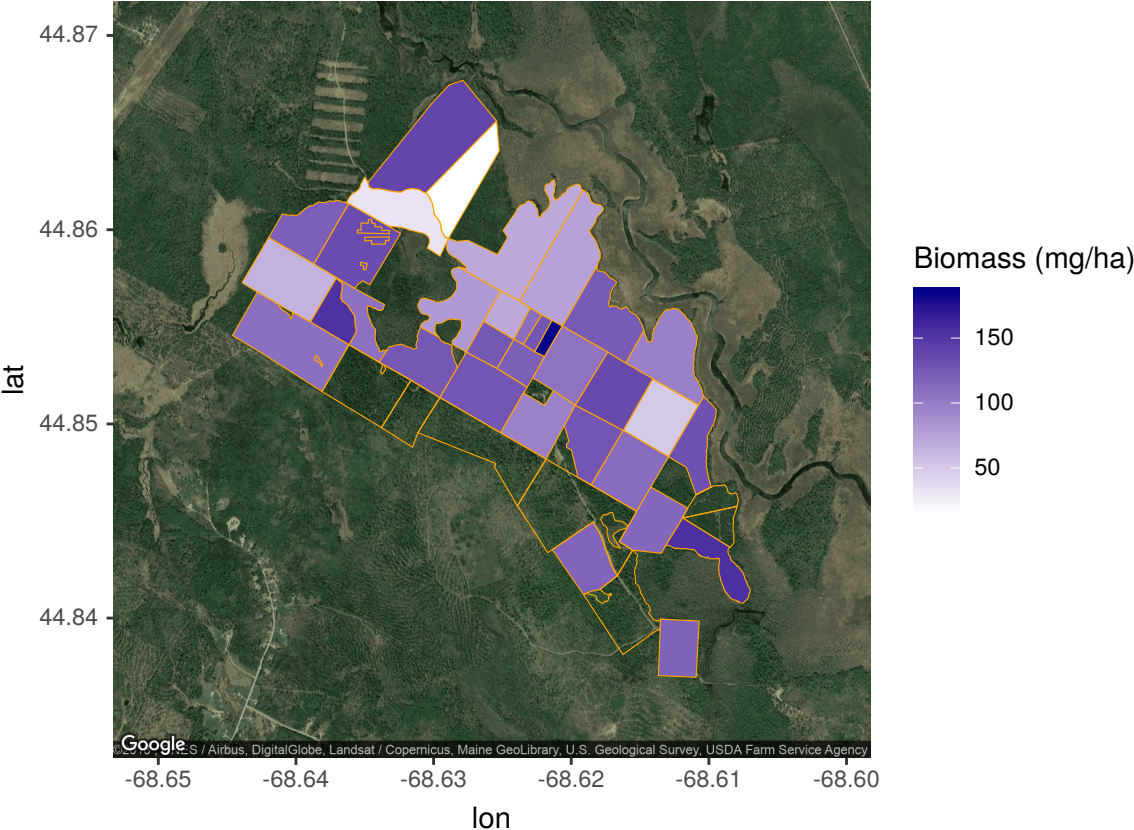 44.87
44.86
44.85
44.84
lat
-68.65
-68.64
-68.63
-68.62
-68.61
-68.60
lon
Biomass (mg/ha)
150
100
50
Google
/ Airbus, DigitalGlobe, Landsat / Copernicus, Maine GeoLibrary, U.S. Geological Survey, USDA Farm Service Agency